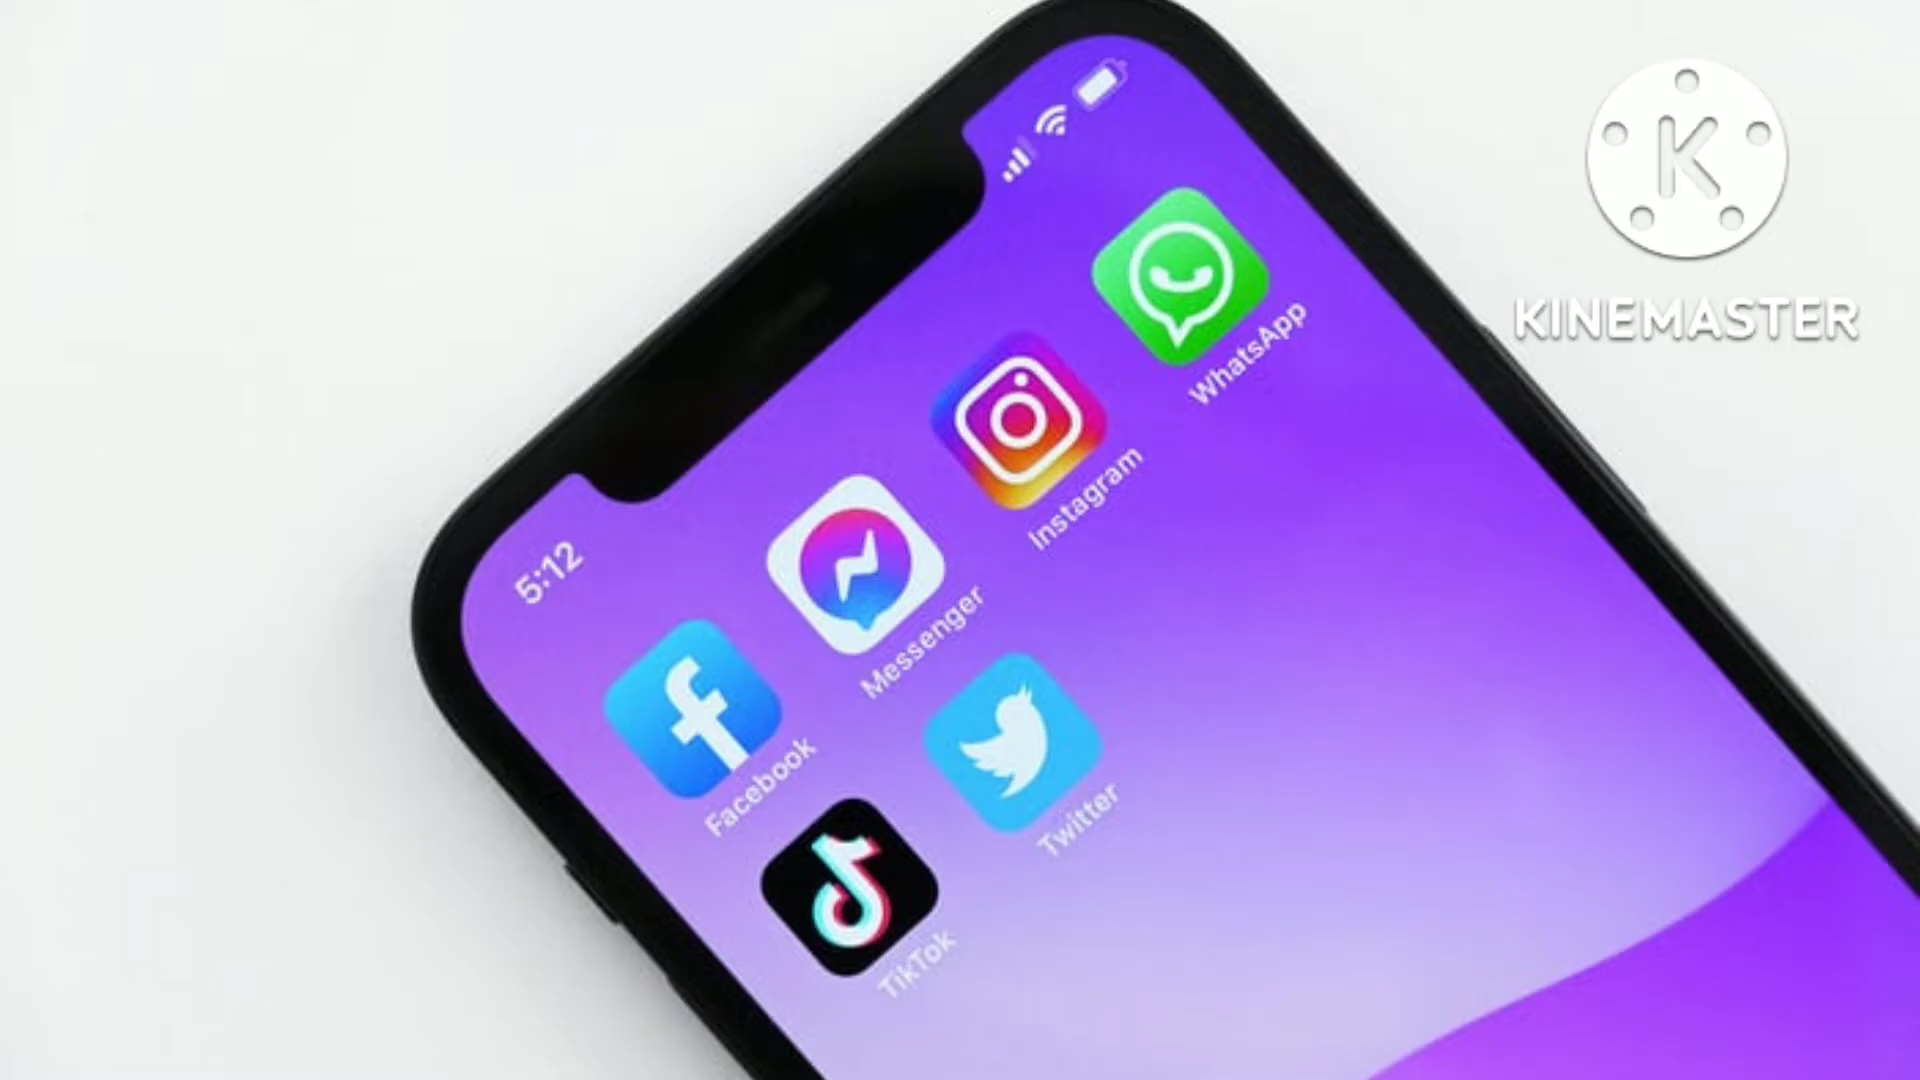 5:12
Facebook
Messenger
Instagram
WhatsApp
TikTok
Twitter
K
KINEMASTER